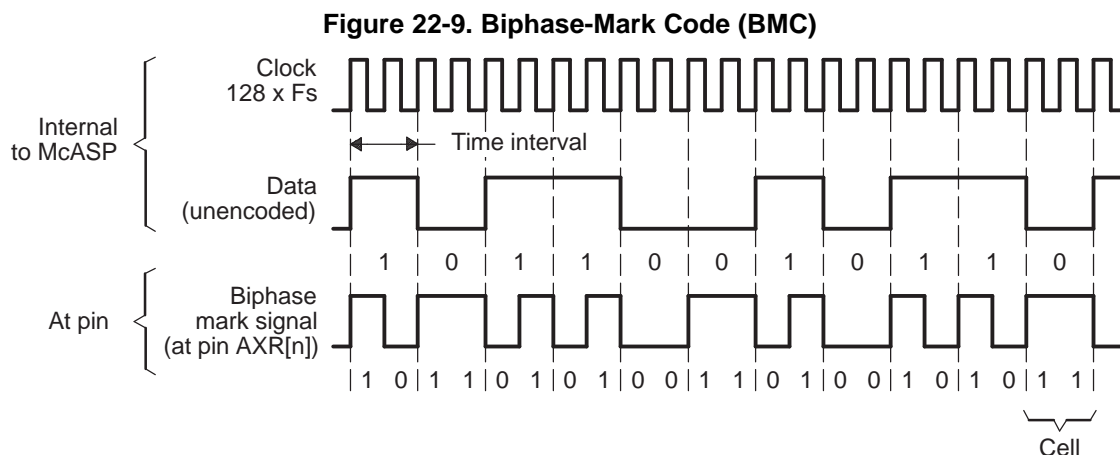 Figure 22-9. Biphase-Mark Code (BMC)
Clock
128 x Fs
Internal
to McASP
Time interval
Data
(unencoded)
1 0 1 1 0 0 1 0 1 1 0
At pin
Biphase
mark signal
(at pin AXR[n])
1 0 1 1 0 1 0 1 0 0 1 1 0 1 0 0 1 0 1 0 1 1
Cell